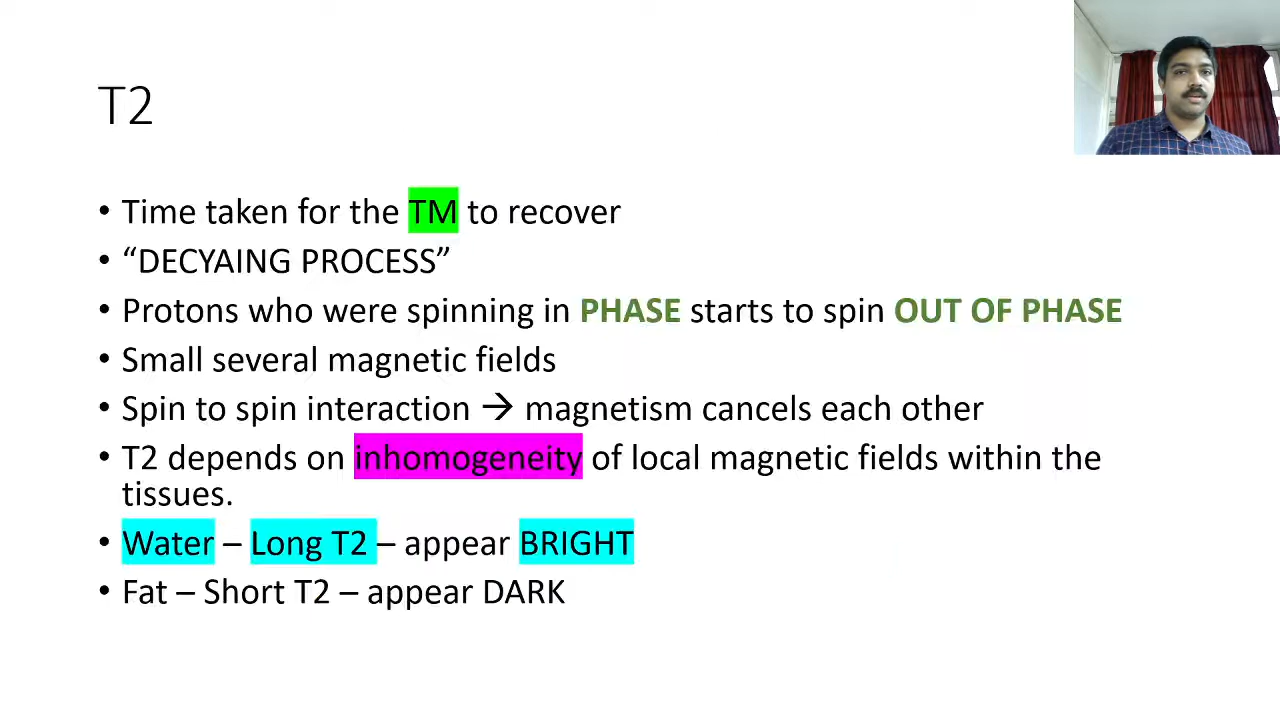 T2
• Time taken for the TM to recover
• “DECYAING PROCESS”
• Protons who were spinning in PHASE starts to spin OUT OF PHASE
• Small several magnetic fields
• Spin to spin interaction → magnetism cancels each other
• T2 depends on inhomogeneity of local magnetic fields within the
tissues.
• Water – Long T2 – appear BRIGHT
• Fat – Short T2 – appear DARK